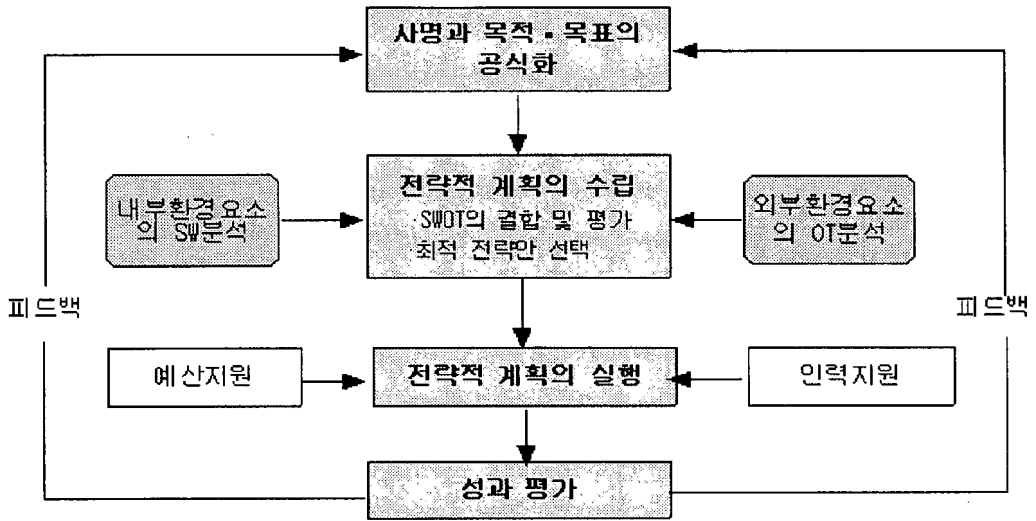 사명과 목적·목표의
공식화
전략적 계획의 수립
·SWOT의 결합 및 평가
최적 전략안 선택
내부환경요소
의 SW분석
외부환경요소
의 OT분석
피드백
피드백
예산지원
전략적 계획의 실행
인력지원
성과 평가